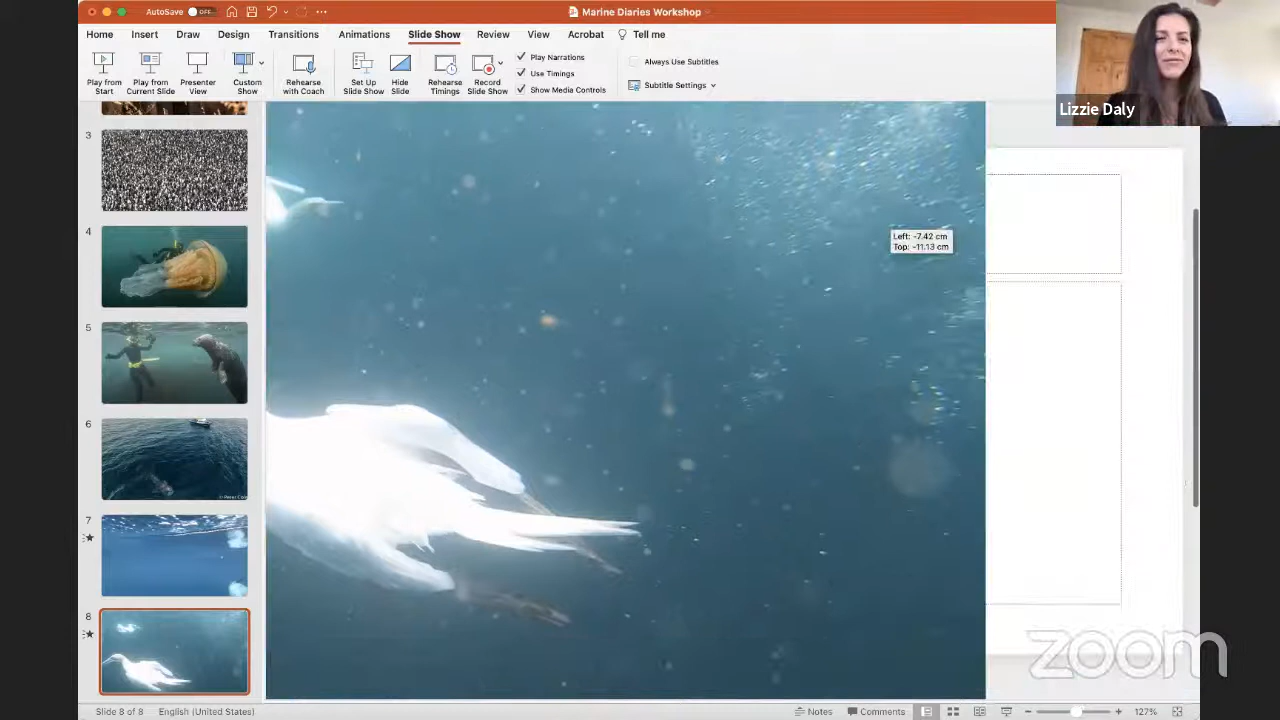 AutoSave OFF
Marine Diaries Workshop
Home Insert Draw Design Transitions Animations Slide Show Review View Acrobat Tell me
Play from Start
Play from Current Slide
Presenter View
Custom Show
Rehearse with Coach
Set Up Slide Show
Hide Slide
Rehearse Timings
Record Slide Show
Play Narrations
Use Timings
Show Media Controls
Always Use Subtitles
Subtitle Settings
Lizzie Daly
3
4
5
6
7
8
Left: -7.42 cm
Top: -11.13 cm
zoom
Slide 8 of 8 English (United States) Notes Comments 127%